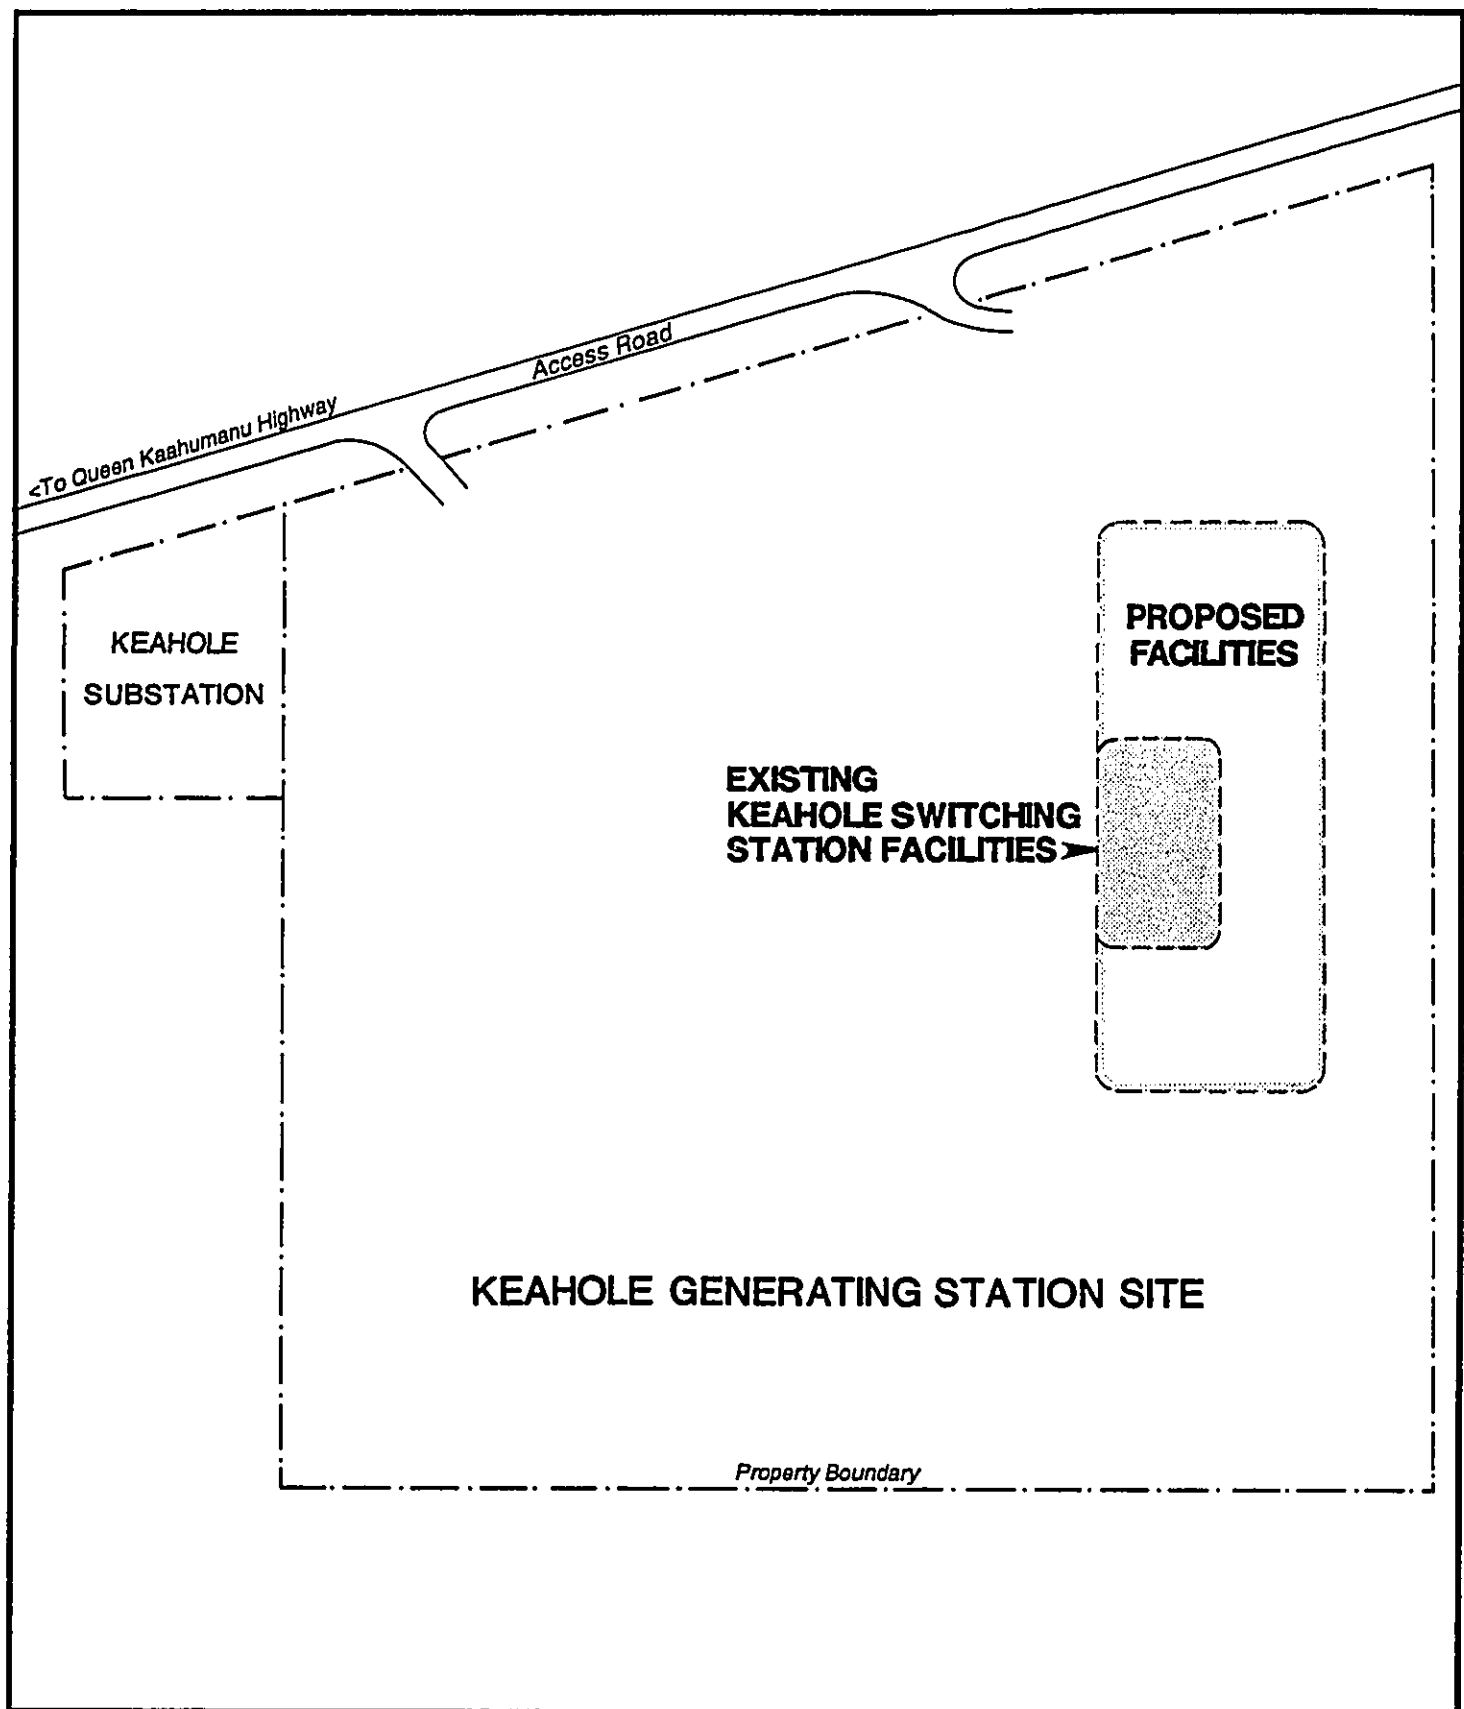 Access Road
<To Queen Kaahumanu Highway
KEAHOLE
SUBSTATION
PROPOSED
FACILITIES
EXISTING
KEAHOLE SWITCHING
STATION FACILITIES
KEAHOLE GENERATING STATION SITE
Property Boundary